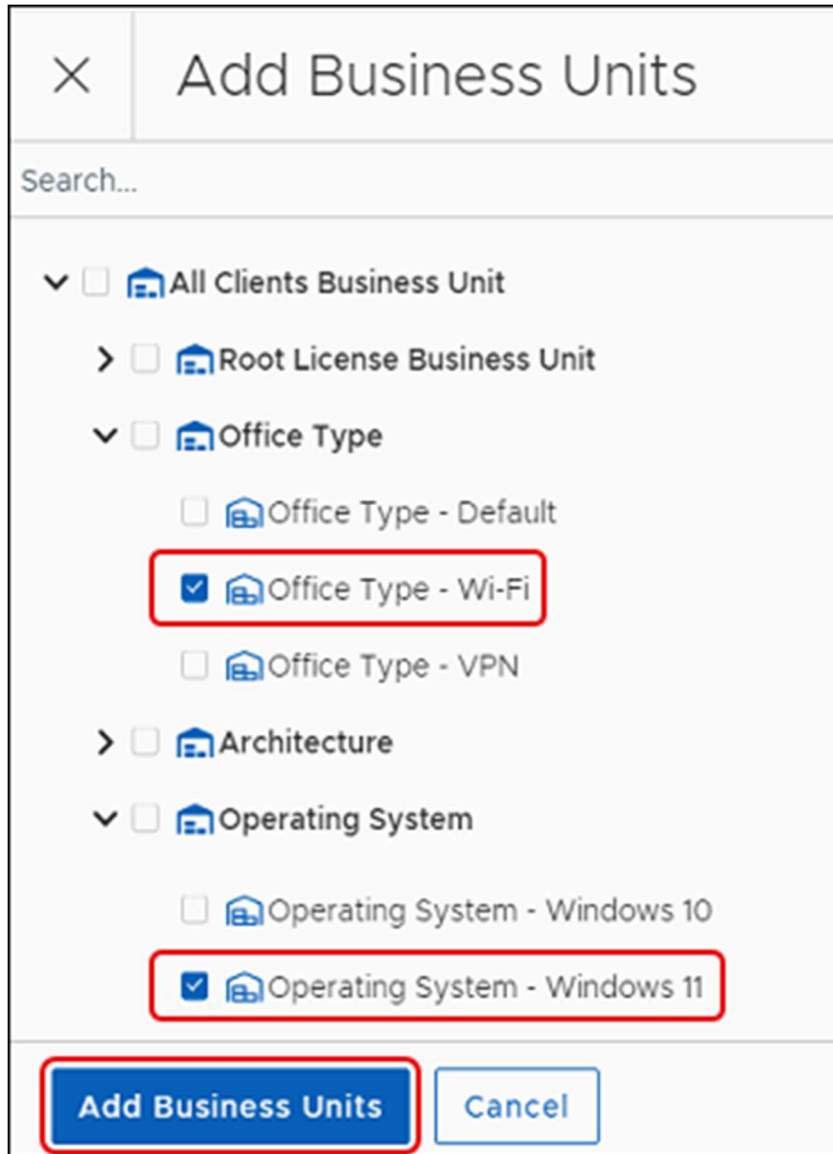 Add Business Units
Search...
All Clients Business Unit
Root License Business Unit
Office Type
Office Type - Default
Office Type - Wi-Fi
Office Type - VPN
Architecture
Operating System
Operating System - Windows 10
Operating System - Windows 11
Add Business Units Cancel